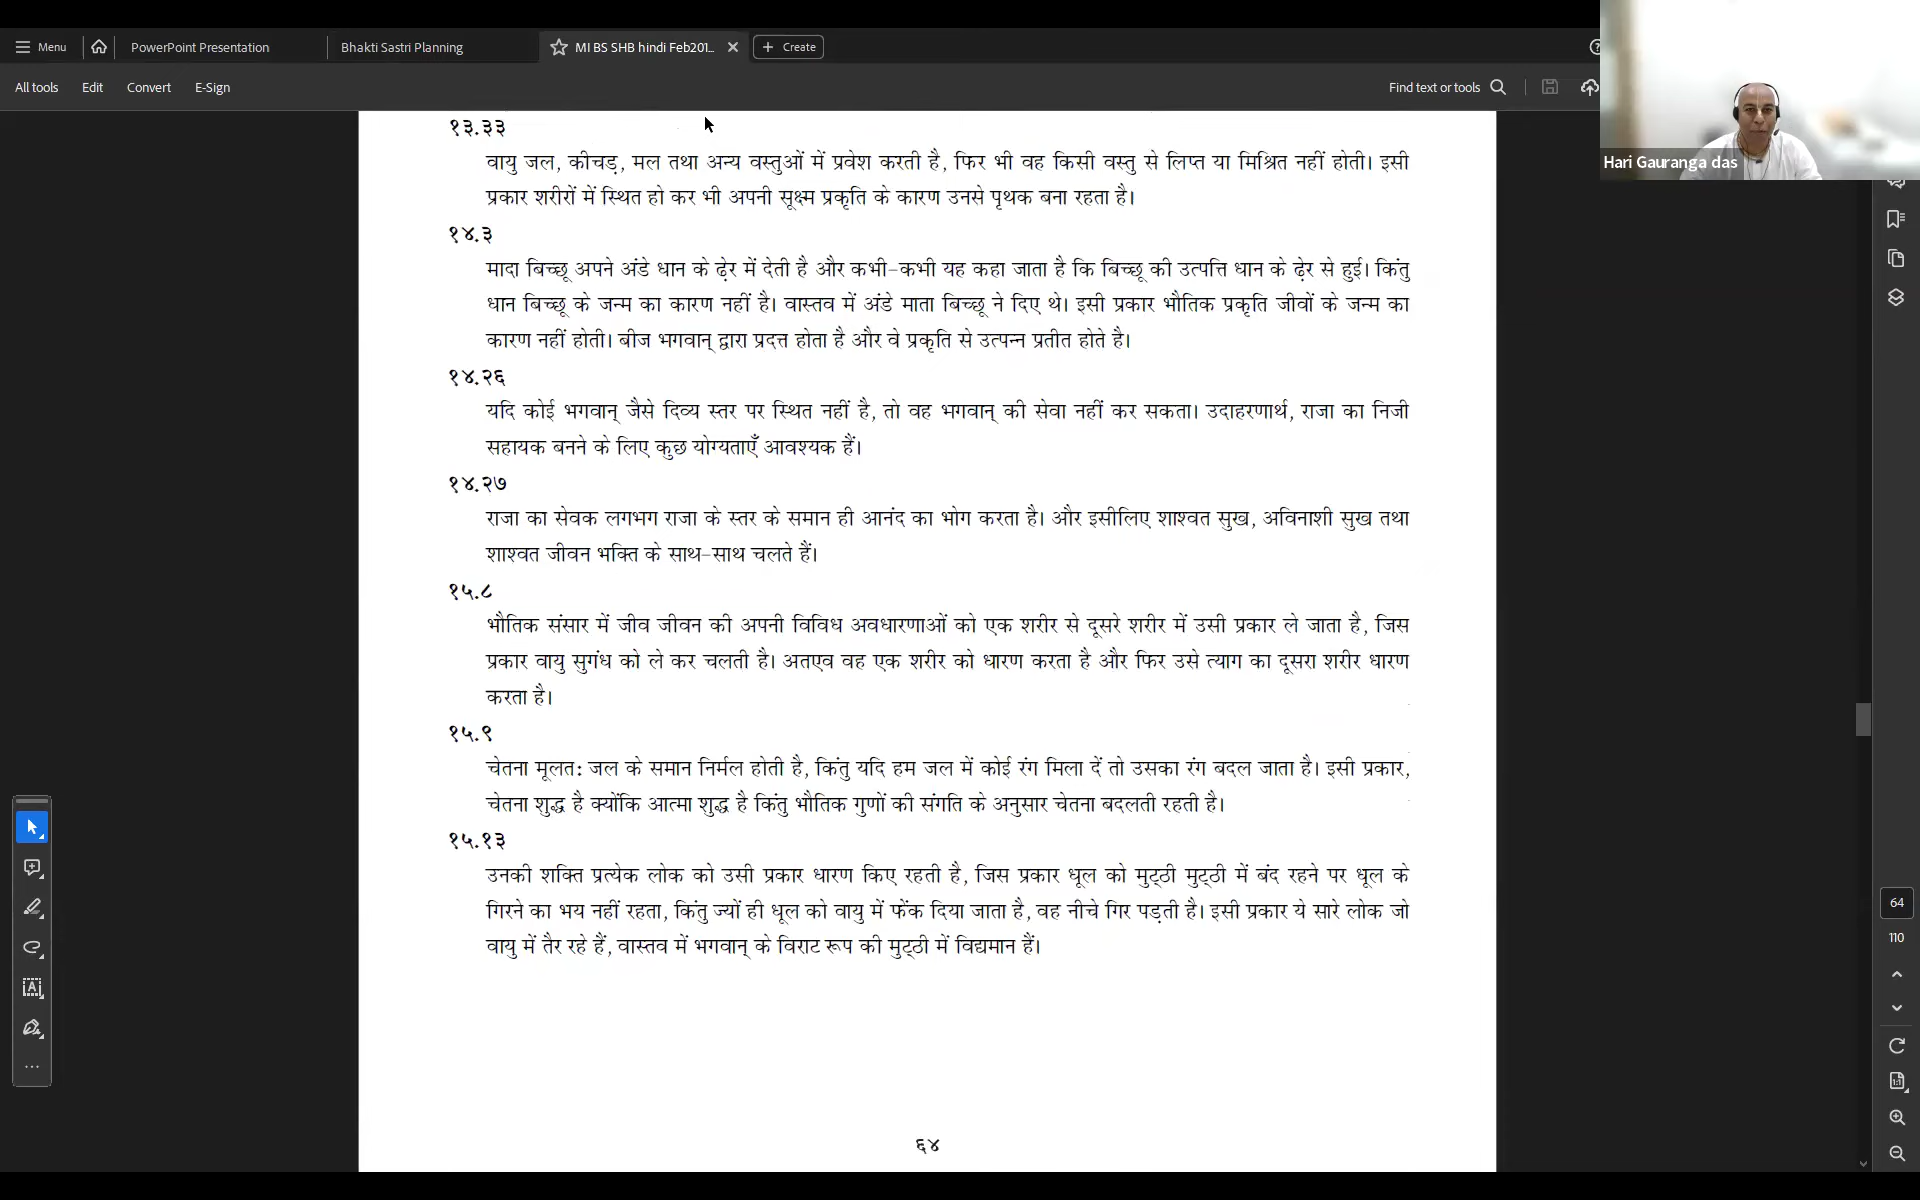 Menu
PowerPoint Presentation
Bhakti Sastri Planning
MI BS SHB hindi Feb201...
Create
All tools
Edit
Convert
E-Sign
Find text or tools
Hari Gauranga das
१३.३३
वायु जल, कीचड़, मल तथा अन्य वस्तुओं में प्रवेश करती है, फिर भी वह किसी वस्तु से लिप्त या मिश्रित नहीं होती। इसी
प्रकार शरीरों में स्थित हो कर भी अपनी सूक्ष्म प्रकृति के कारण उनसे पृथक बना रहता है।
१४.३
मादा बिच्छू अपने अंडे धान के ढे़र में देती है और कभी-कभी यह कहा जाता है कि बिच्छू की उत्पत्ति धान के ढे़र से हुई। किंतु
धान बिच्छू के जन्म का कारण नहीं है। वास्तव में अंडे माता बिच्छू ने दिए थे। इसी प्रकार भौतिक प्रकृति जीवों के जन्म का
कारण नहीं होती। बीज भगवान् द्वारा प्रदत्त होता है और वे प्रकृति से उत्पन्न प्रतीत होते है।
१४.२६
यदि कोई भगवान् जैसे दिव्य स्तर पर स्थित नहीं है, तो वह भगवान् की सेवा नहीं कर सकता। उदाहरणार्थ, राजा का निजी
सहायक बनने के लिए कुछ योग्यताएँ आवश्यक हैं।
१४.२७
राजा का सेवक लगभग राजा के स्तर के समान ही आनंद का भोग करता है। और इसीलिए शाश्वत सुख, अविनाशी सुख तथा
शाश्वत जीवन भक्ति के साथ-साथ चलते हैं।
१५.८
भौतिक संसार में जीव जीवन की अपनी विविध अवधारणाओं को एक शरीर से दूसरे शरीर में उसी प्रकार ले जाता है, जिस
प्रकार वायु सुगंध को ले कर चलती है। अतएव वह एक शरीर को धारण करता है और फिर उसे त्याग का दूसरा शरीर धारण
करता है।
१५.९
चेतना मूलत: जल के समान निर्मल होती है, किंतु यदि हम जल में कोई रंग मिला दें तो उसका रंग बदल जाता है। इसी प्रकार,
चेतना शुद्ध है क्योंकि आत्मा शुद्ध है किंतु भौतिक गुणों की संगति के अनुसार चेतना बदलती रहती है।
१५.१३
उनकी शक्ति प्रत्येक लोक को उसी प्रकार धारण किए रहती है, जिस प्रकार धूल को मुट्ठी मुट्ठी में बंद रहने पर धूल के
गिरने का भय नहीं रहता, किंतु ज्यों ही धूल को वायु में फेंक दिया जाता है, वह नीचे गिर पड़ती है। इसी प्रकार ये सारे लोक जो
वायु में तैर रहे हैं, वास्तव में भगवान् के विराट रूप की मुट्ठी में विद्यमान हैं।
६४
64
110